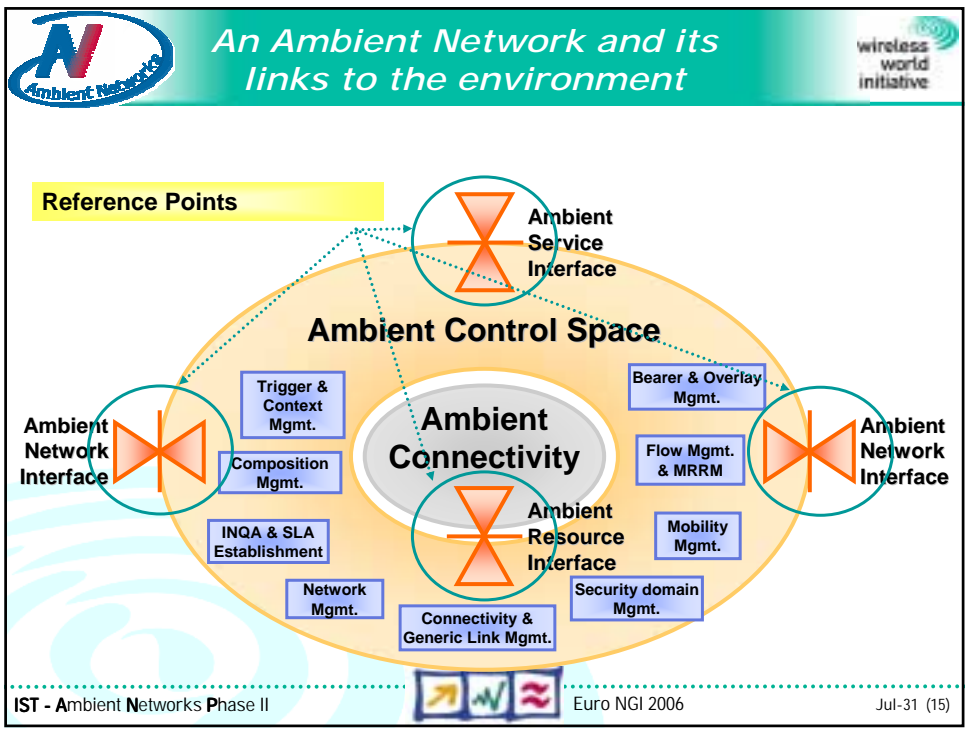 An Ambient Network and its
links to the environment
Ambient Networks
wireless
world
initiative
Reference Points
Ambient
Service
Interface
Ambient Control Space
Trigger &
Context
Mgmt.
Bearer & Overlay
Mgmt.
Ambient
Connectivity
Ambient
Network
Interface
Composition
Mgmt.
Flow Mgmt.
& MRRM
Ambient
Network
Interface
INQA & SLA
Establishment
Ambient
Resource
Interface
Mobility
Mgmt.
Network
Mgmt.
Connectivity &
Generic Link Mgmt.
Security domain
Mgmt.
IST - Ambient Networks Phase II
Euro NGI 2006
Jul-31 (15)